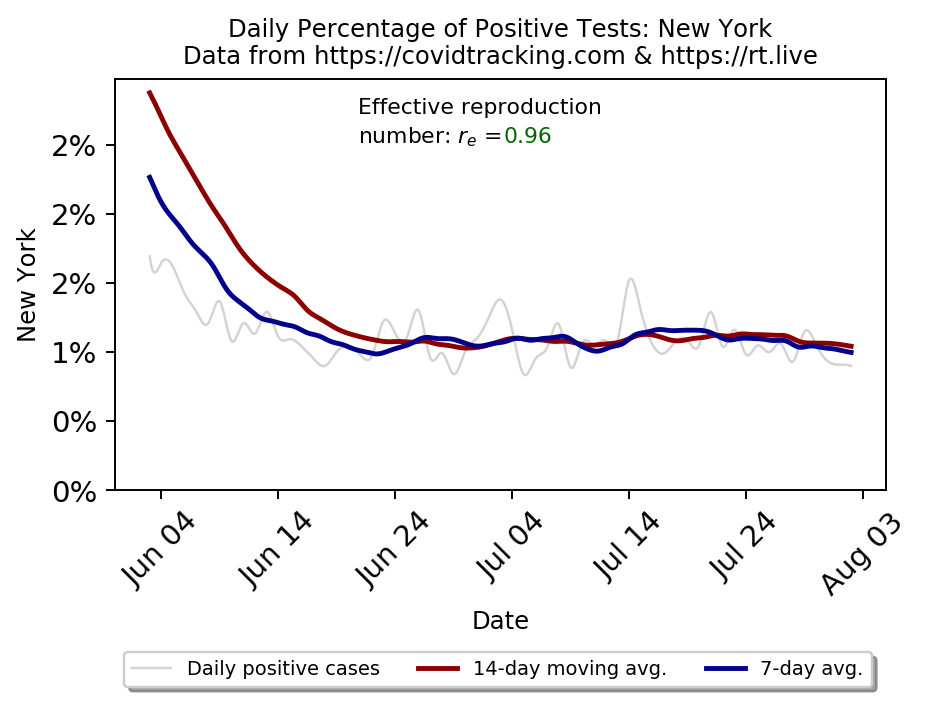 Daily Percentage of Positive Tests: New York
Data from https://covidtracking.com & https://rt.live
Effective reproduction
number: rₑ =0.96
2%
2%
2%
1%
0%
0%
New York
Jun 04
Jun 14
Jun 24
Jul 04
Jul 14
Jul 24
Aug 03
Date
Daily positive cases
14-day moving avg.
7-day avg.